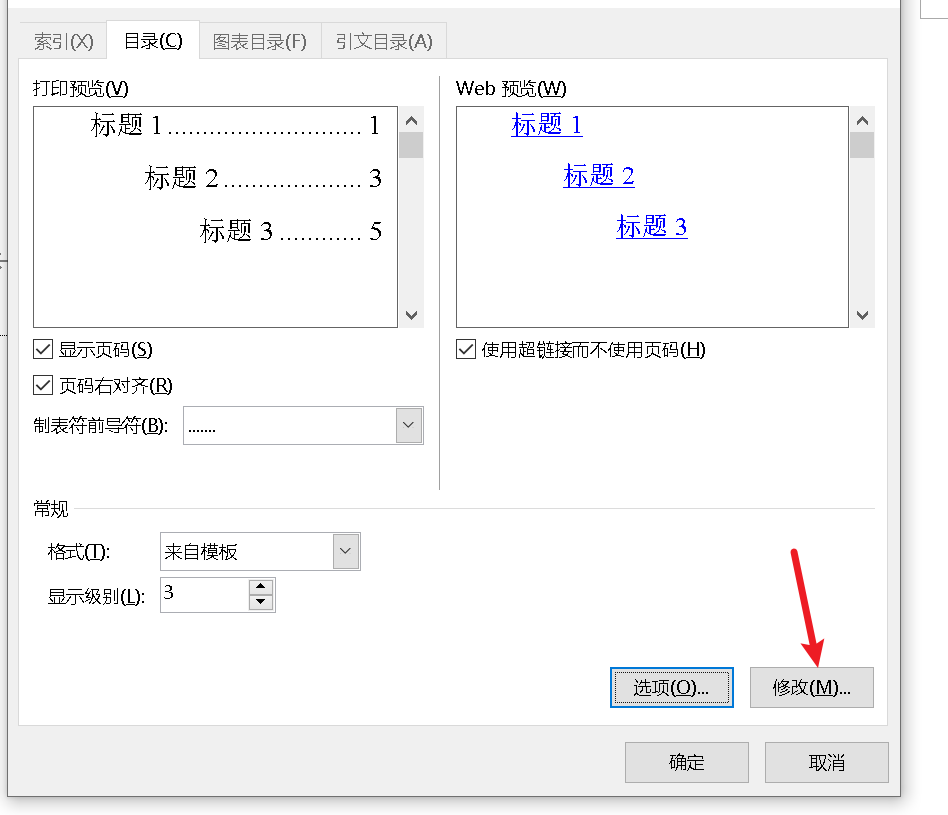 索引(X) 目录(C) 图表目录(F) 引文目录(A)
打印预览(V)
标题 1............................ 1
标题 2.................... 3
标题 3............ 5
Web 预览(W)
标题 1
标题 2
标题 3
显示页码(S)
页码右对齐(R)
制表符前导符(B): .......
使用超链接而不使用页码(H)
常规
格式(T): 来自模板
显示级别(L): 3
选项(O)... 修改(M)...
确定 取消